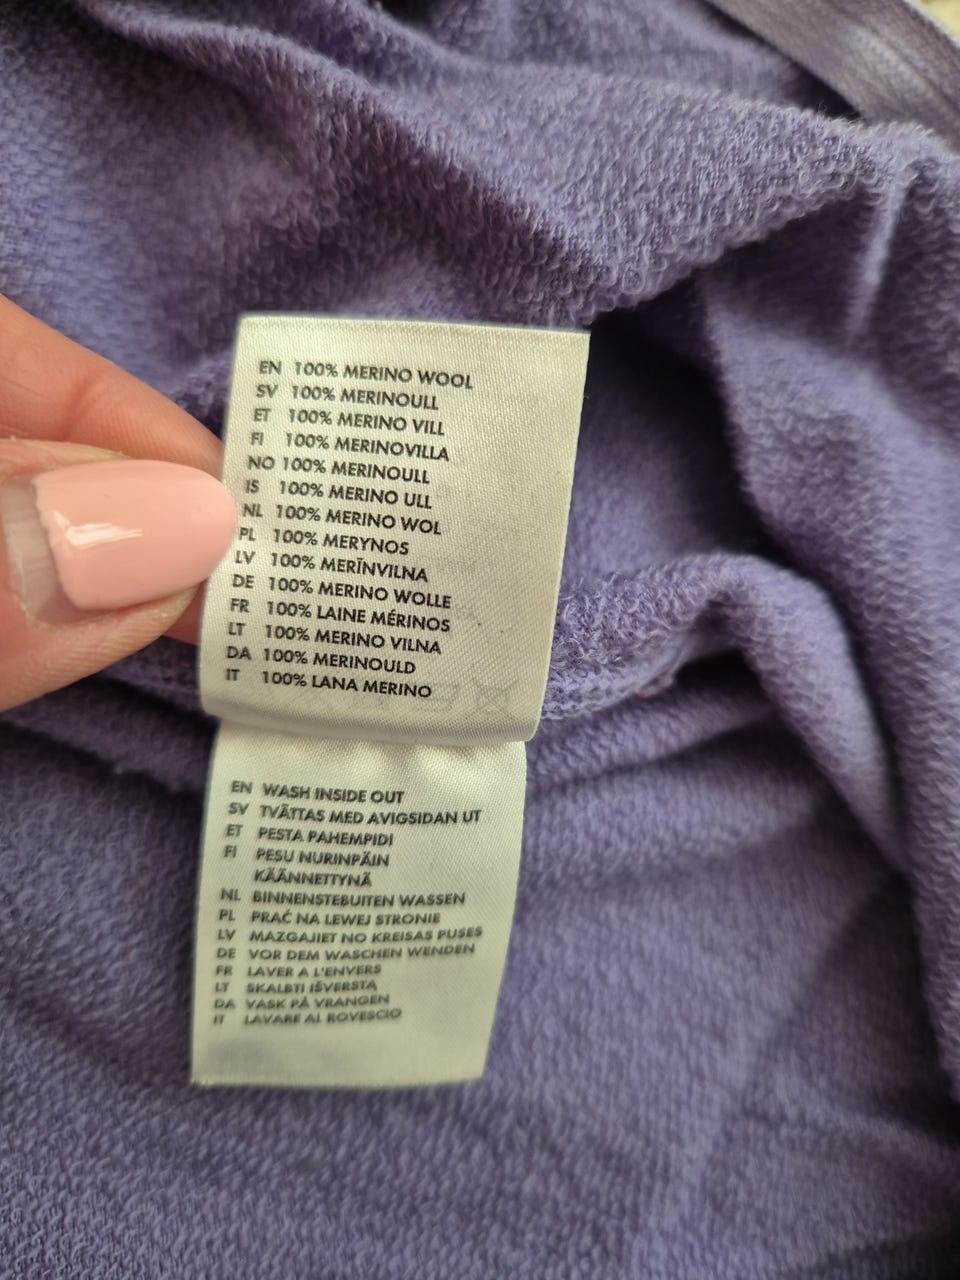 EN 100% MERINO WOOL
SV 100% MERINOULL
ET 100% MERINO VILL
FI 100% MERINOVILLA
NO 100% MERINOULL
IS 100% MERINO ULL
NL 100% MERINO WOL
PL 100% MERYNOS
LV 100% MERĪNVILNA
DE 100% MERINO WOLLE
FR 100% LAINE MÉRINOS
LT 100% MERINO VILNA
DA 100% MERINOULD
IT 100% LANA MERINO
EN WASH INSIDE OUT
SV TVÄTTAS MED AVIGSIDAN UT
ET PESTA PAHEMPIDI
FI PESU NURINPÄIN
KÄÄNNETTYNÄ
NL BINNENSTEBUITEN WASSEN
PL PRAĆ NA LEWEJ STRONIE
LV MAZGAJIET NO KREISAS PUSES
DE VOR DEM WASCHEN WENDEN
FR LAVER A L'ENVERS
LT SKALBTI IŠVERSTA
DA VASK PÅ VRANGEN
IT LAVARE AL ROVESCIO